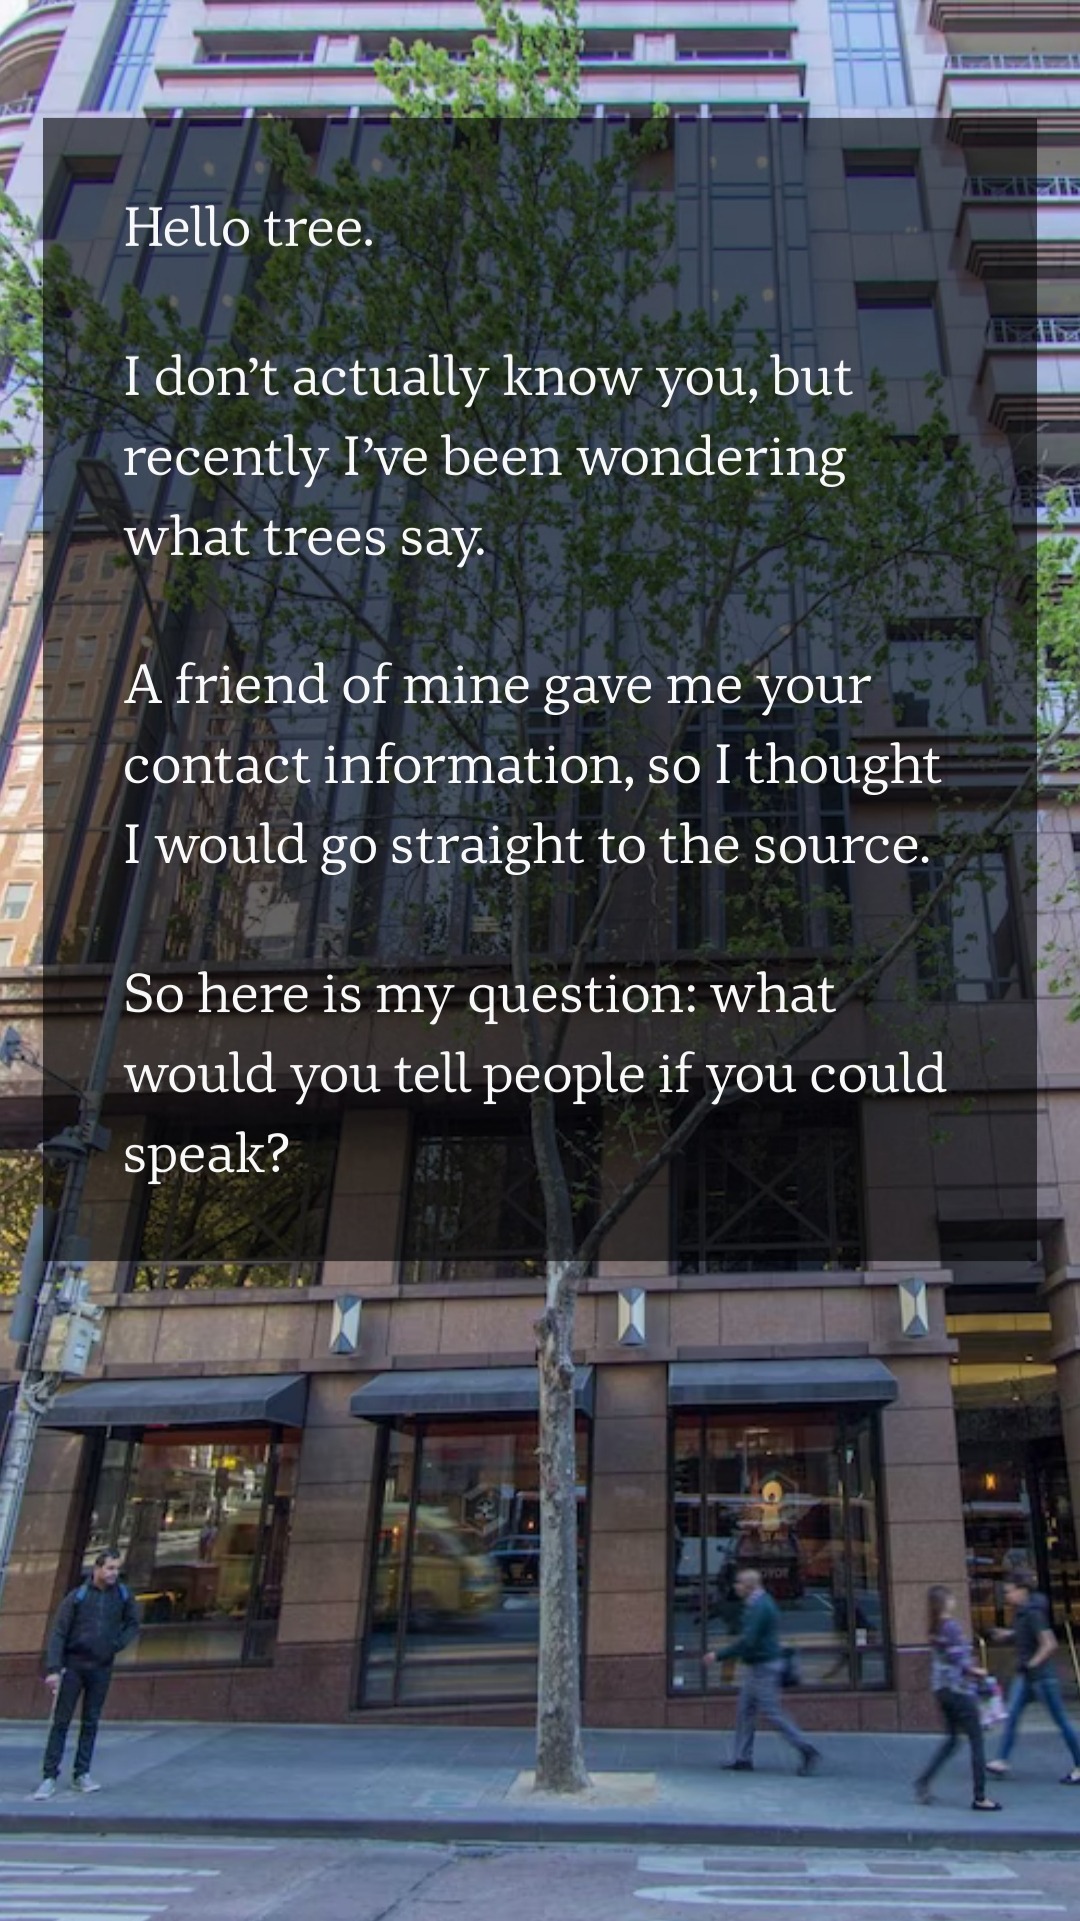 Hello tree.
I don’t actually know you, but
recently I’ve been wondering
what trees say.
A friend of mine gave me your
contact information, so I thought
I would go straight to the source.
So here is my question: what
would you tell people if you could
speak?